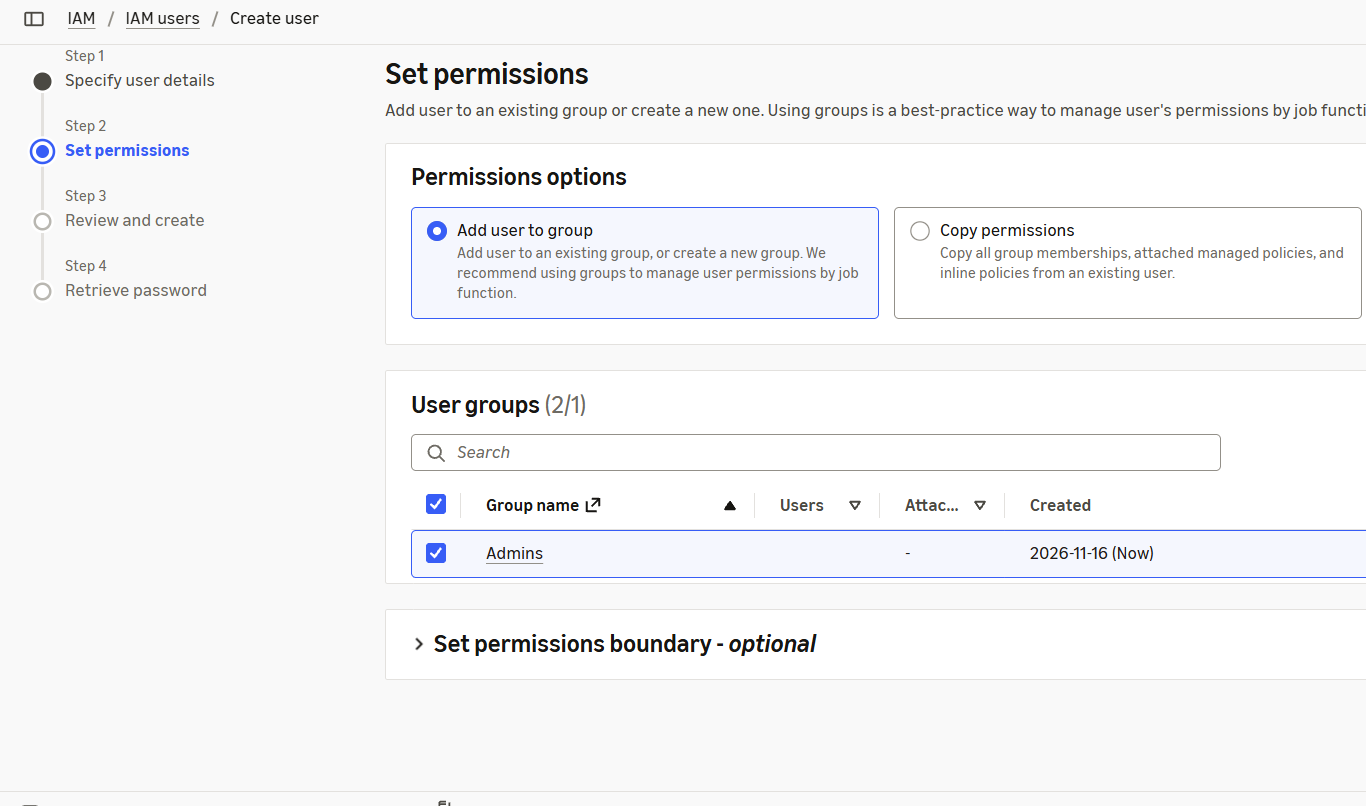 IAM / IAM users / Create user
Step 1
Specify user details
Step 2
Set permissions
Step 3
Review and create
Step 4
Retrieve password
Set permissions
Add user to an existing group or create a new one. Using groups is a best-practice way to manage user's permissions by job
Permissions options
Add user to group
Add user to an existing group, or create a new group. We
recommend using groups to manage user permissions by job
function.
Copy permissions
Copy all group memberships, attached managed policies, and
inline policies from an existing user.
User groups (2/1)
Search
Group name Users Attac... Created
Admins - 2026-11-16 (Now)
Set permissions boundary - optional